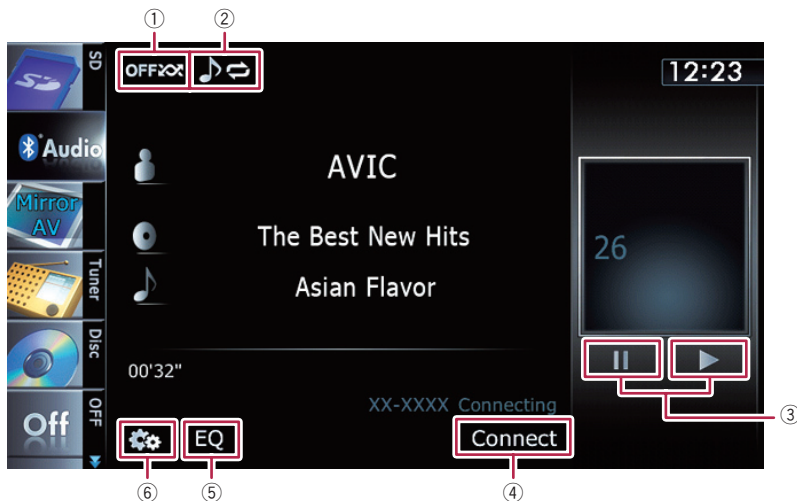 ① ②
SD
OFF
12:23
Audio
AVIC
Mirror
AV
The Best New Hits
26
Tuner
Asian Flavor
Disc
00'32"
③
XX-XXXX Connecting
OFF
Off
EQ
Connect
⑥ ⑤ ④